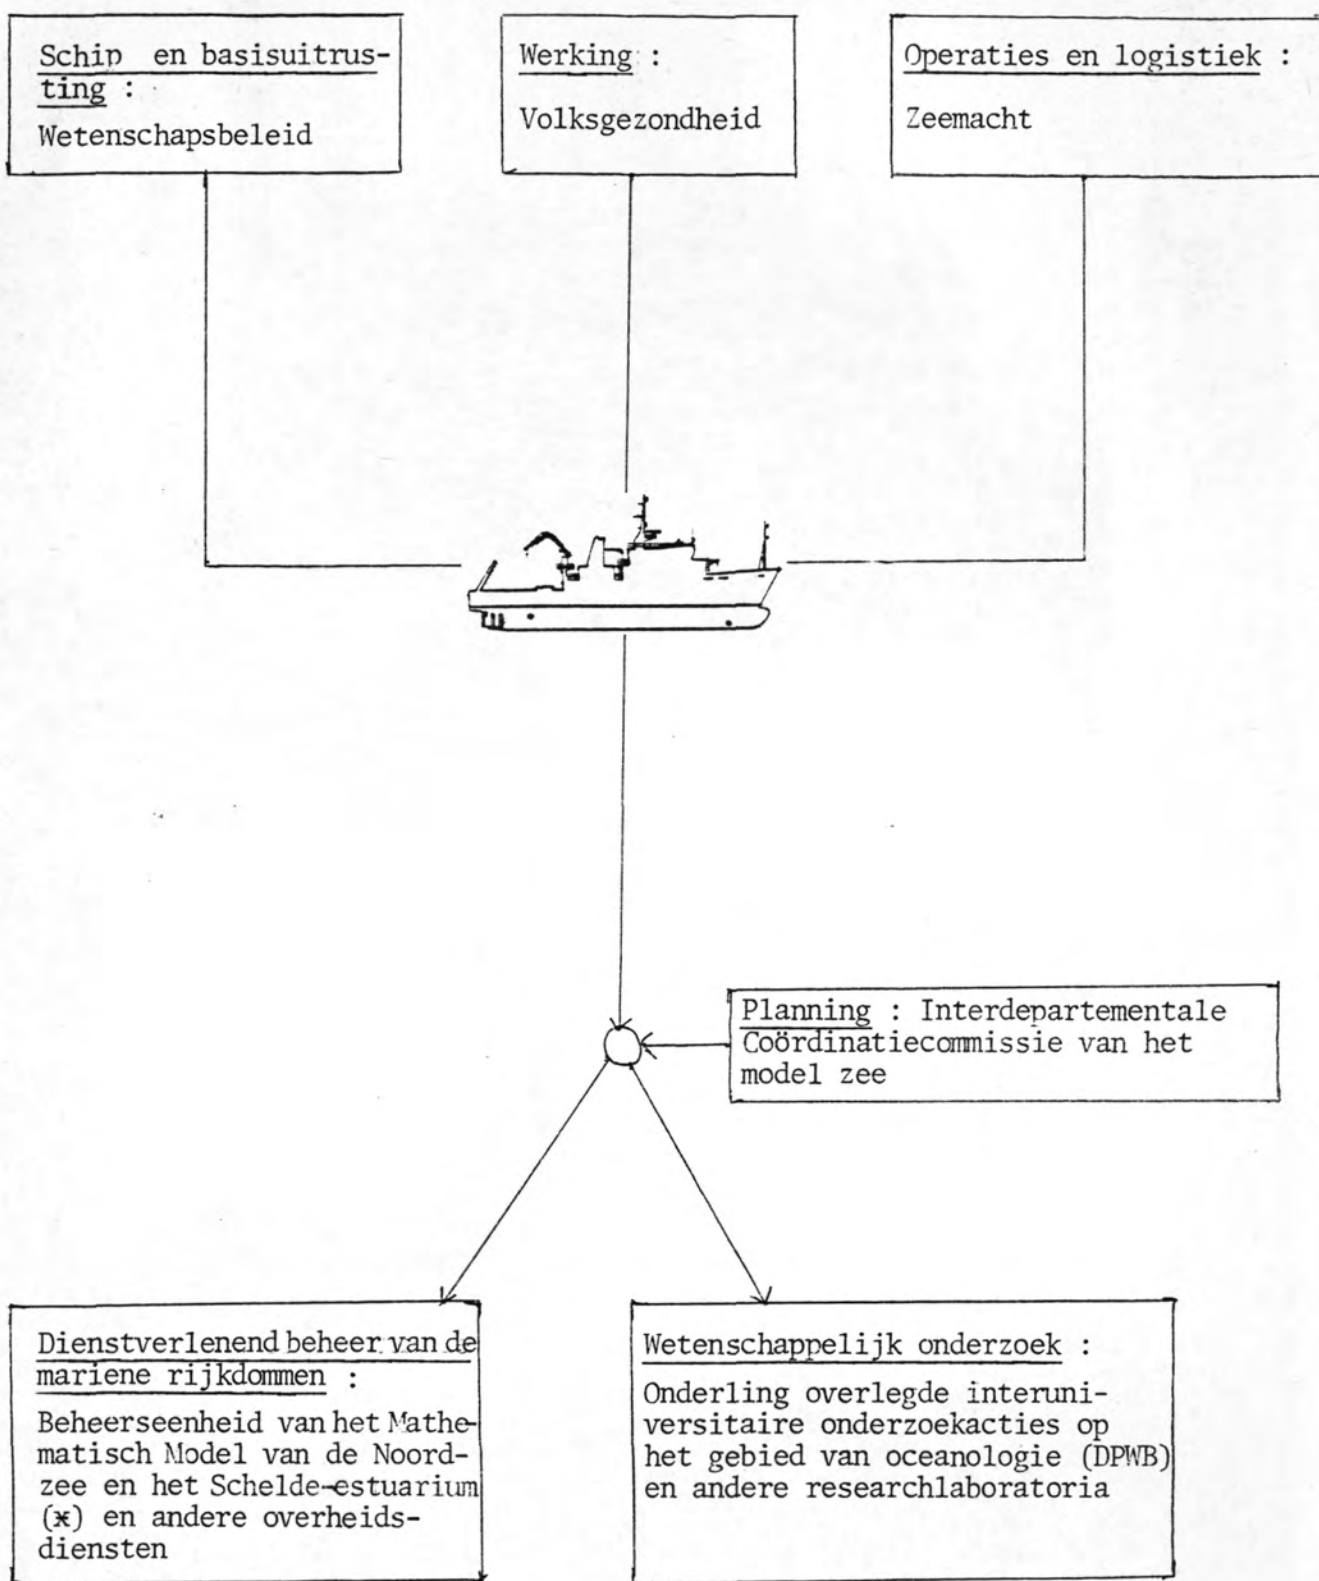 Schip en basisuitrus-
ting :
Wetenschapsbeleid
Werking :
Volksgezondheid
Operaties en logistiek :
Zeemacht
Planning : Interdepartementale
Coördinatiecommissie van het
model zee
Dienstverlenend beheer van de
mariene rijkdommen :
Beheerseenheid van het Mathe-
matisch Model van de Noord-
zee en het Schelde-estuarium
(*) en andere overheids-
diensten
Wetenschappelijk onderzoek :
Onderling overlegde interuni-
versitaire onderzoekacties op
het gebied van oceanologie (DPWB)
en andere researchlaboratoria